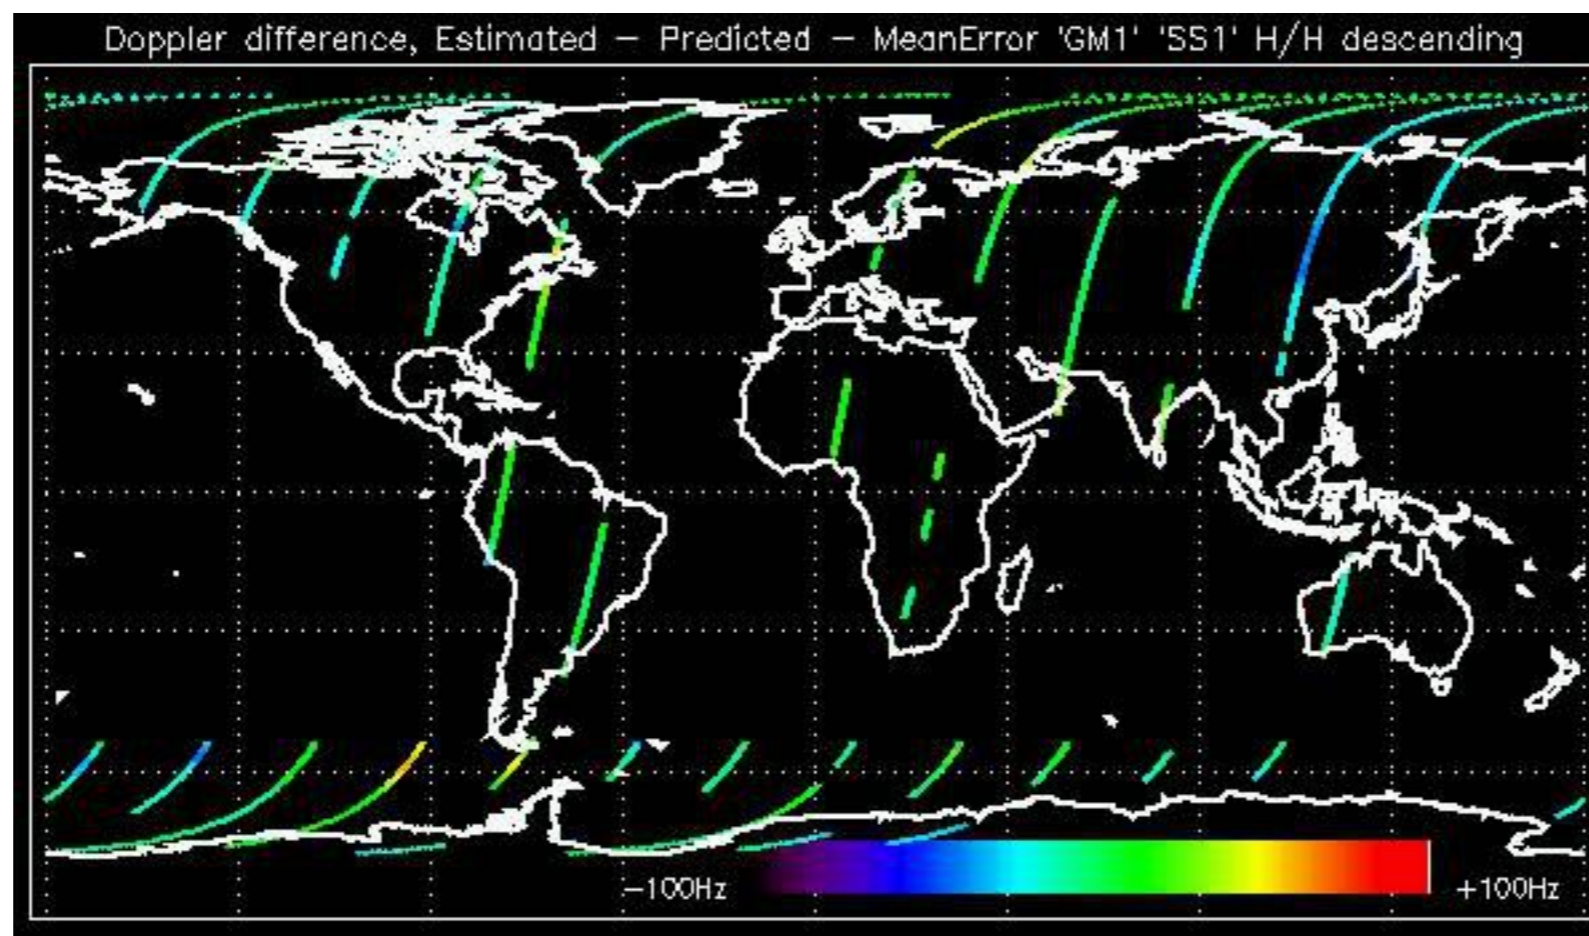 Doppler difference, Estimated – Predicted – MeanError 'GM1' 'SS1' H/H descending
–100Hz +100Hz